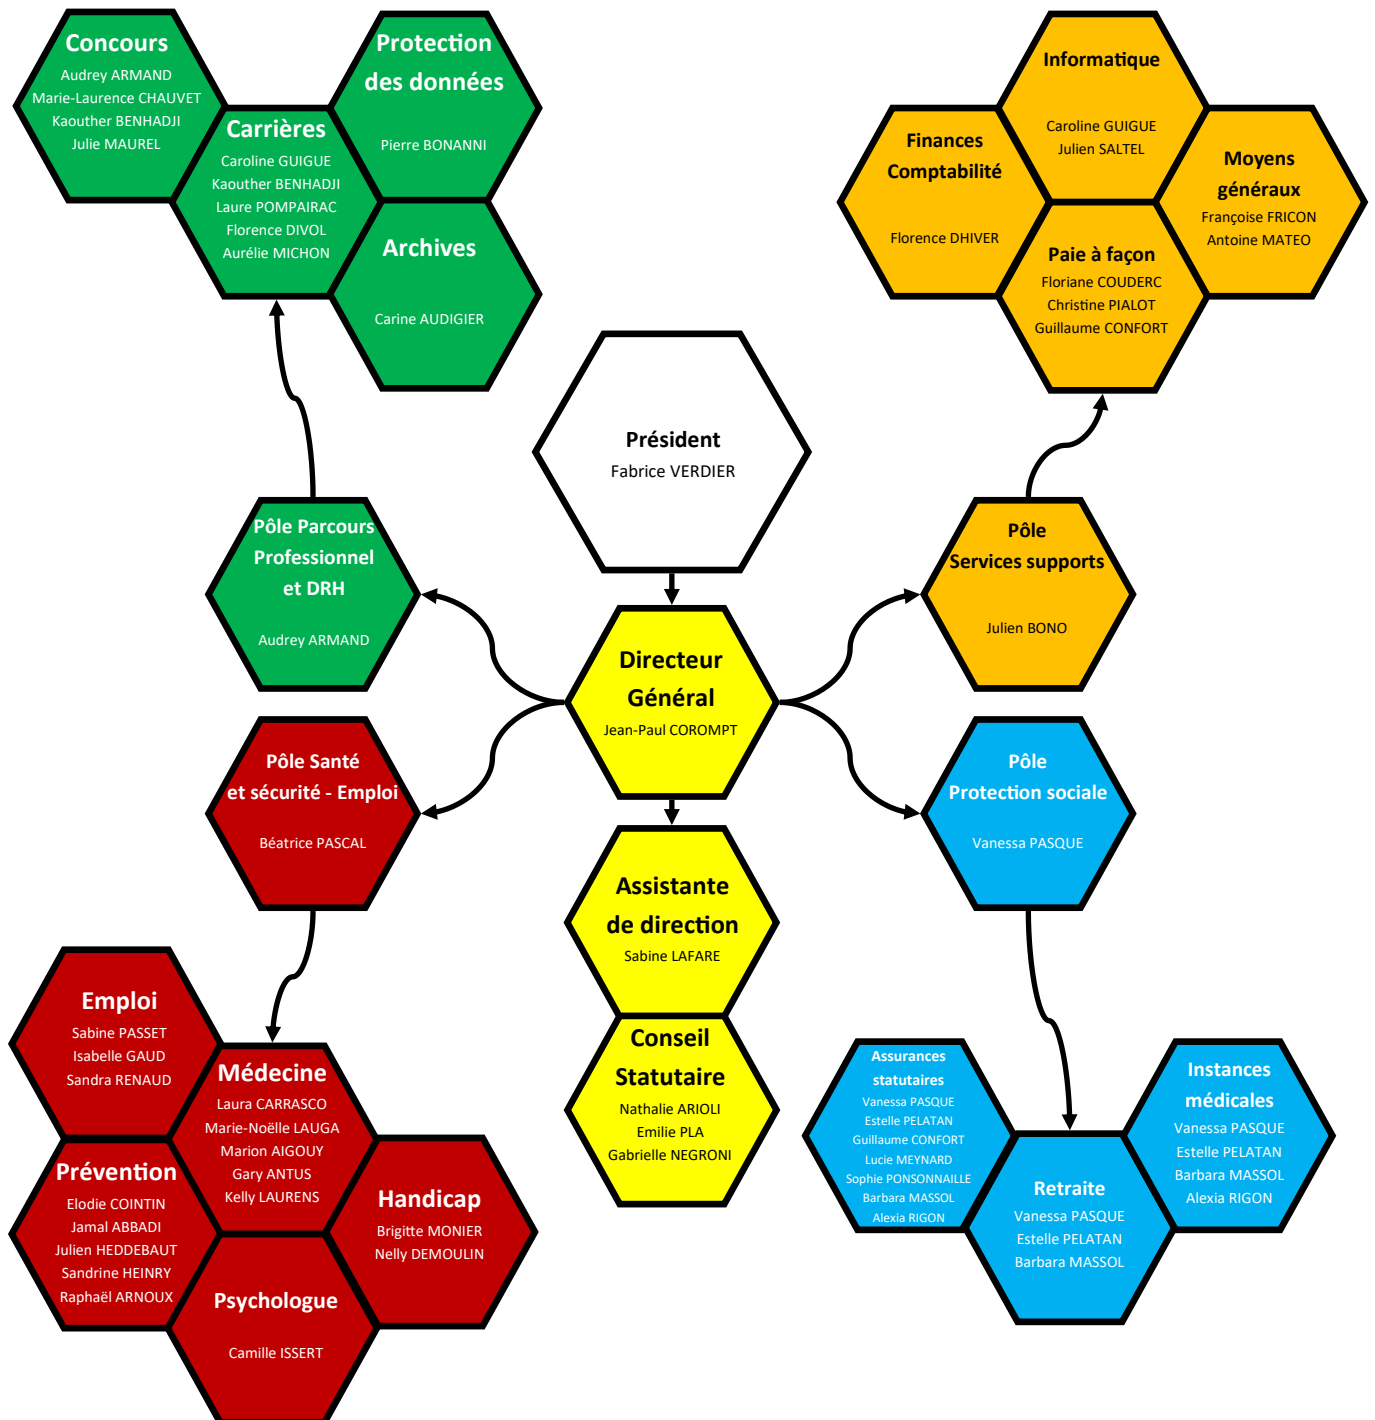 Concours
Audrey ARMAND
Marie-Laurence CHAUVET
Kaouther BENHADJI
Julie MAUREL
Protection
des données
Pierre BONANNI
Carrières
Caroline GUIGUE
Kaouther BENHADJI
Laure POMPAIRAC
Florence DIVOL
Aurélie MICHON
Archives
Carine AUDIGIER
Informatique
Caroline GUIGUE
Julien SALTEL
Finances
Comptabilité
Florence DHIVER
Moyens
généraux
Françoise FRICON
Antoine MATEO
Paie à façon
Floriane COUDERC
Christine PIALOT
Guillaume CONFORT
Président
Fabrice VERDIER
Pôle Parcours
Professionnel
et DRH
Audrey ARMAND
Pôle
Services supports
Julien BONO
Directeur
Général
Jean-Paul COROMPT
Pôle Santé
et sécurité - Emploi
Béatrice PASCAL
Pôle
Protection sociale
Vanessa PASQUE
Assistante
de direction
Sabine LAFARE
Conseil
Statutaire
Nathalie ARIOLI
Emilie PLA
Gabrielle NEGRONI
Emploi
Sabine PASSET
Isabelle GAUD
Sandra RENAUD
Médecine
Laura CARRASCO
Marie-Noëlle LAUGA
Marion AIGOUY
Gary ANTUS
Kelly LAURENS
Prévention
Elodie COINTIN
Jamal ABBADI
Julien HEDDEBAUT
Sandrine HEINRY
Raphaël ARNOUX
Handicap
Brigitte MONIER
Nelly DEMOULIN
Psychologue
Camille ISSERT
Assurances
statutaires
Vanessa PASQUE
Estelle PELATAN
Guillaume CONFORT
Lucie MEYNARD
Sophie PONSONNAILLE
Barbara MASSOL
Alexia RIGON
Instances
médicales
Vanessa PASQUE
Estelle PELATAN
Barbara MASSOL
Alexia RIGON
Retraite
Vanessa PASQUE
Estelle PELATAN
Barbara MASSOL